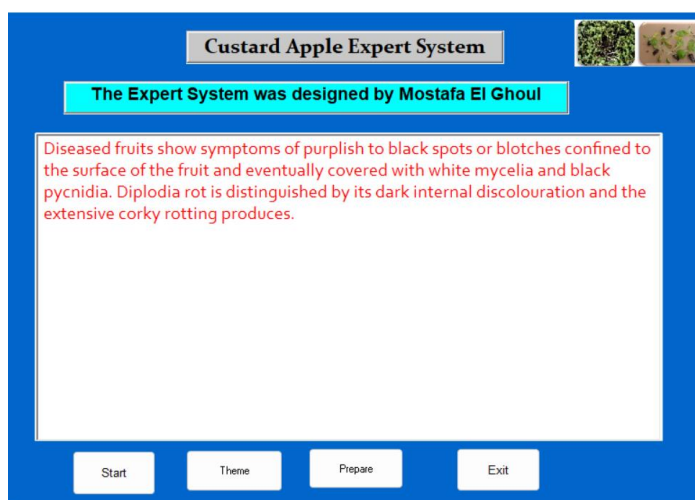 Custard Apple Expert System
The Expert System was designed by Mostafa El Ghoul
Diseased fruits show symptoms of purplish to black spots or blotches confined to
the surface of the fruit and eventually covered with white mycelia and black
pycnidia. Diplodia rot is distinguished by its dark internal discolouration and the
extensive corky rotting produces.
Start
Theme
Prepare
Exit